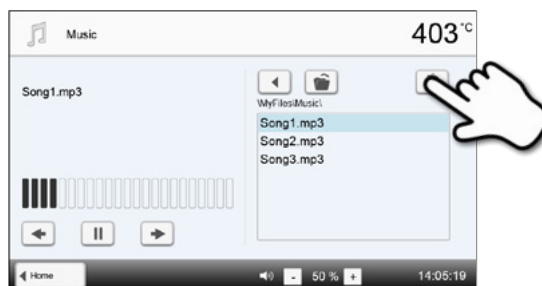 Music
403 °C
Song1.mp3
\MyFiles\Music\
Song1.mp3
Song2.mp3
Song3.mp3
Home
- 50 % +
14:05:19